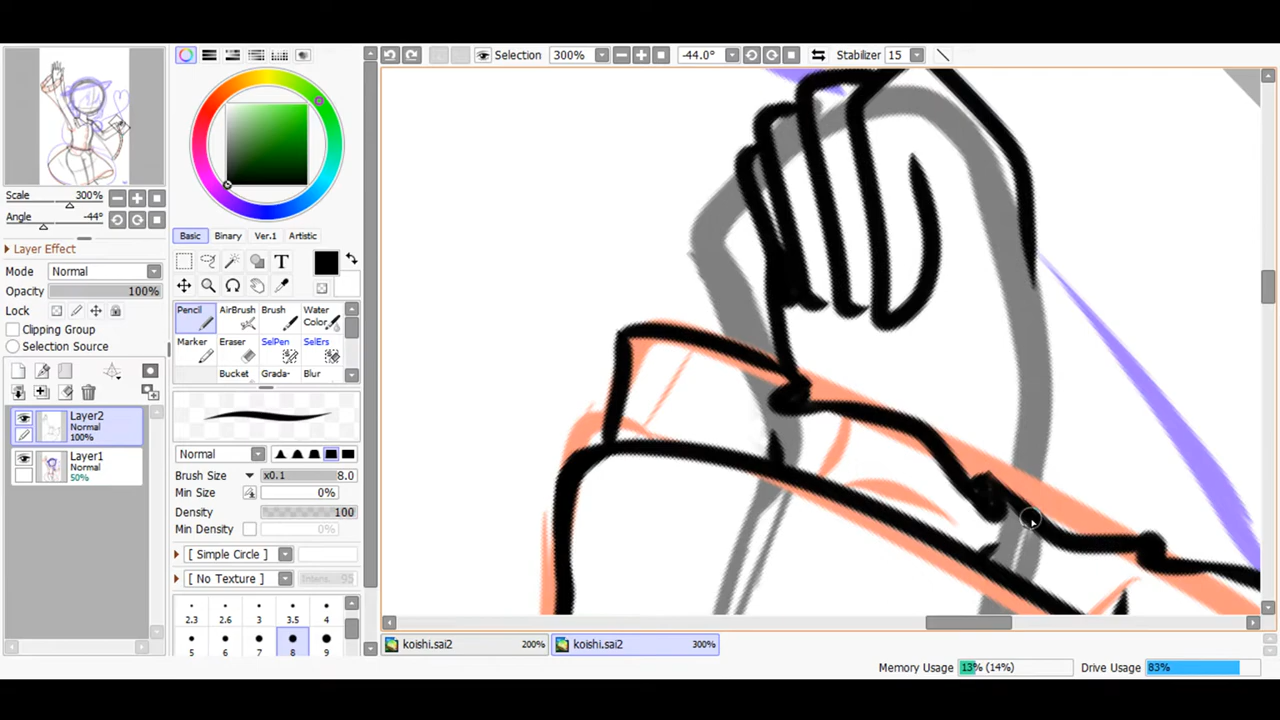 Selection 300% -44.0° Stabilizer 15
Scale 300%
Angle -44°
Layer Effect
Mode Normal
Opacity 100%
Lock
Clipping Group
Selection Source
Layer2
Normal
100%
Layer1
Normal
50%
Basic Binary Ver.1 Artistic
T
Pencil AirBrush Brush Water Color
Marker Eraser SelPen SelErs
Bucket Grada- Blur
Normal
Brush Size x0.1 8.0
Min Size 0%
Density 100
Min Density 0%
[ Simple Circle ]
[ No Texture ] Intens. 95
2.3 2.6 3 3.5 4
5 6 7 8 9
koishi.sai2 200% koishi.sai2 300%
Memory Usage 13% (14%) Drive Usage 83%